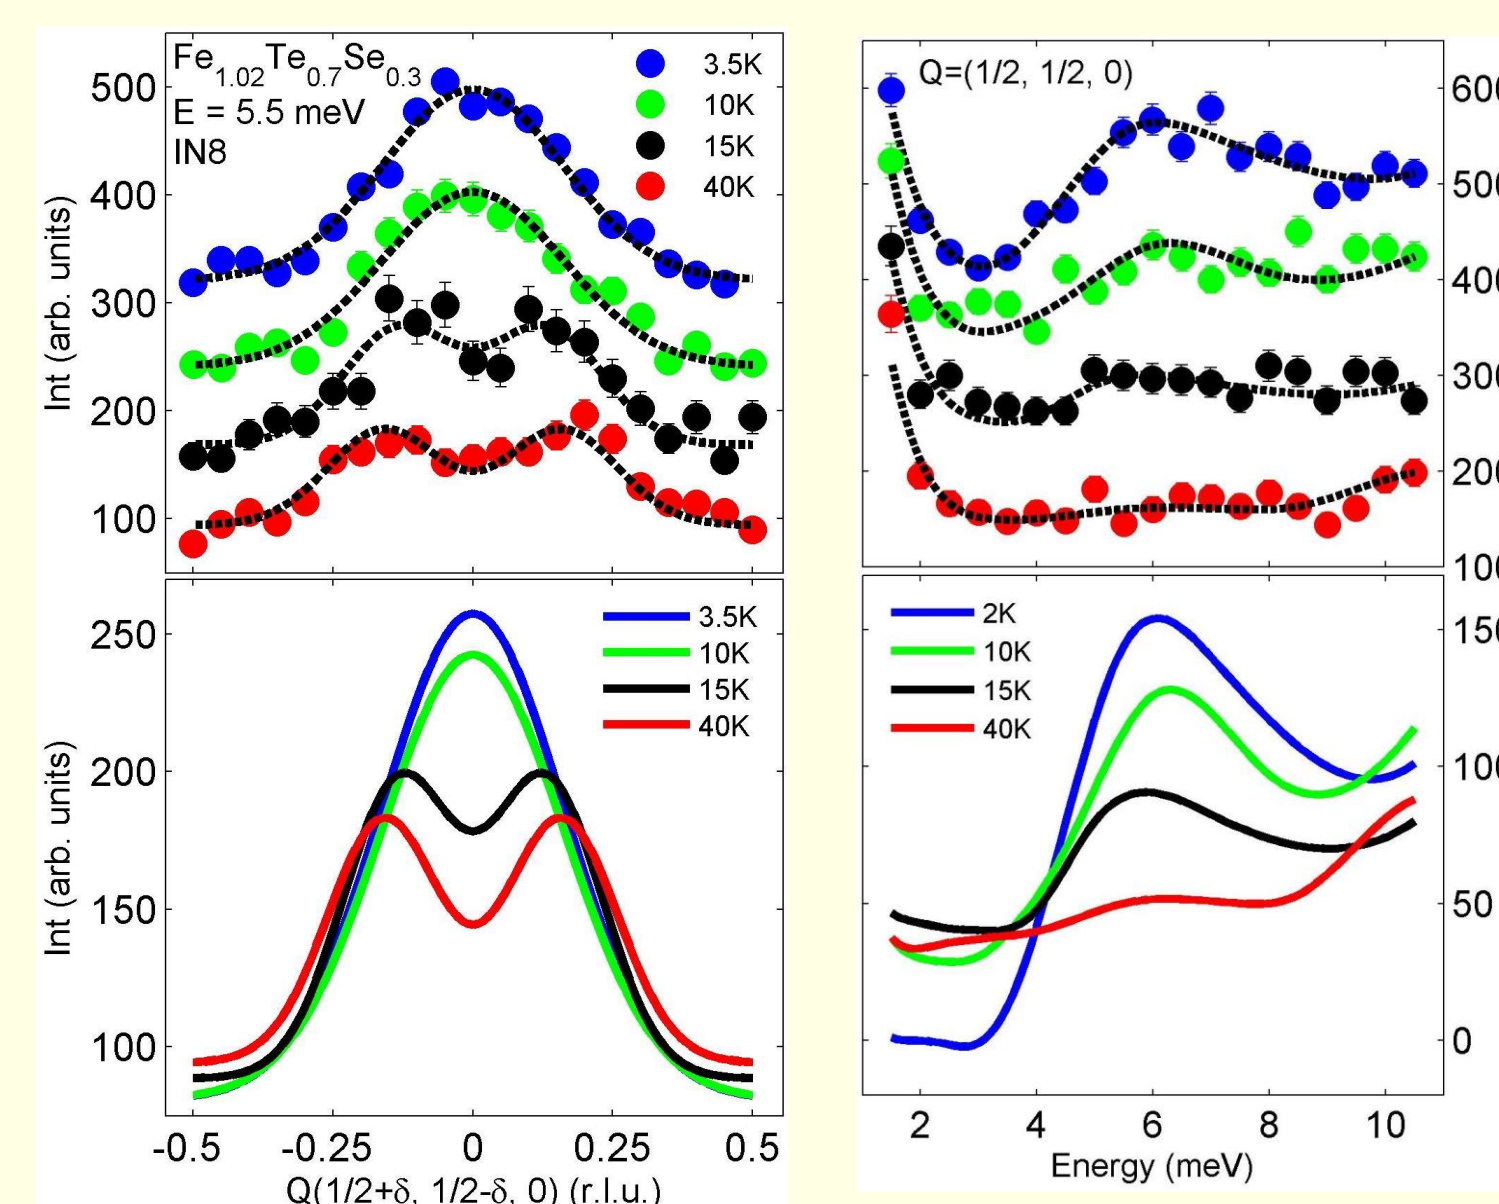 Fe1.02Te0.7Se0.3
E = 5.5 meV
IN8
3.5K
10K
15K
40K
500
400
300
200
100
Int (arb. units)
3.5K
10K
15K
40K
250
200
150
100
Int (arb. units)
-0.5 -0.25 0 0.25 0.5
Q(1/2+δ, 1/2-δ, 0) (r.l.u.)
Q=(1/2, 1/2, 0)
2K
10K
15K
40K
50
0
2 4 6 8 10
Energy (meV)